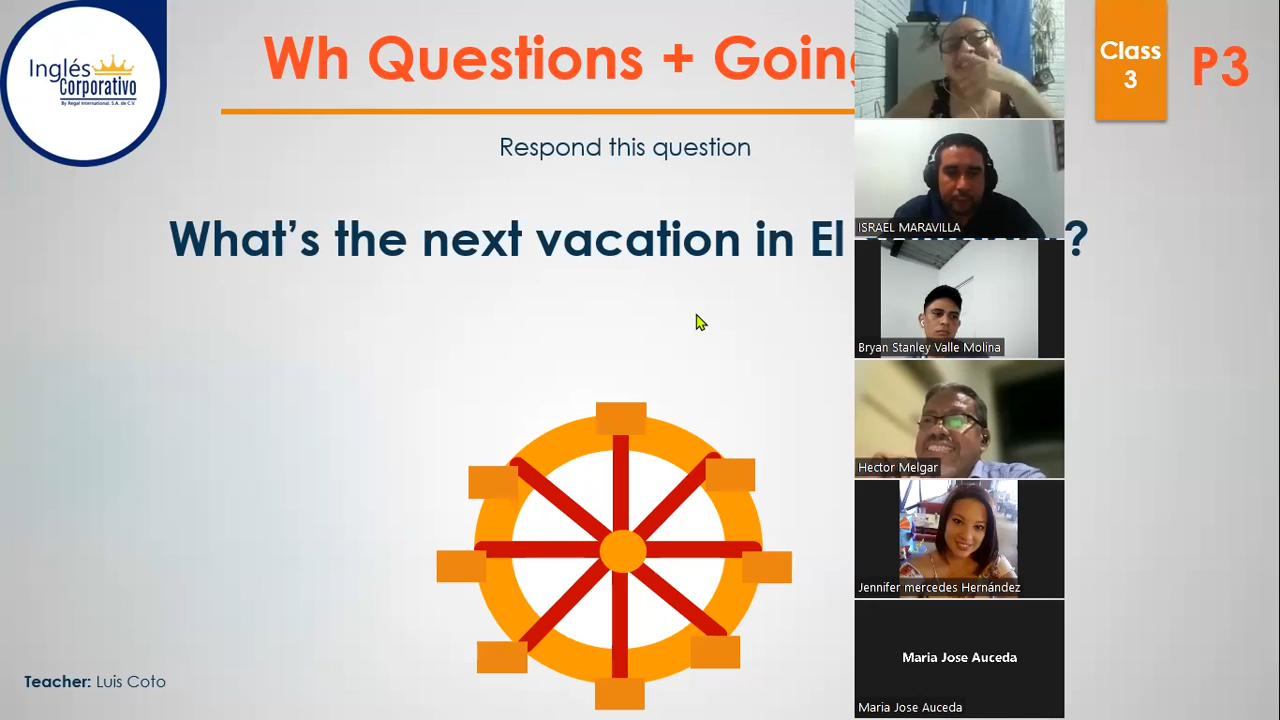 Inglés
Corporativo
By Regal International, S.A. de C.V.
Wh Questions + Going
Class
3
P3
Respond this question
What's the next vacation in El ?
ISRAEL MARAVILLA
Bryan Stanley Valle Molina
Hector Melgar
Jennifer mercedes Hernández
Maria Jose Auceda
Maria Jose Auceda
Teacher: Luis Coto